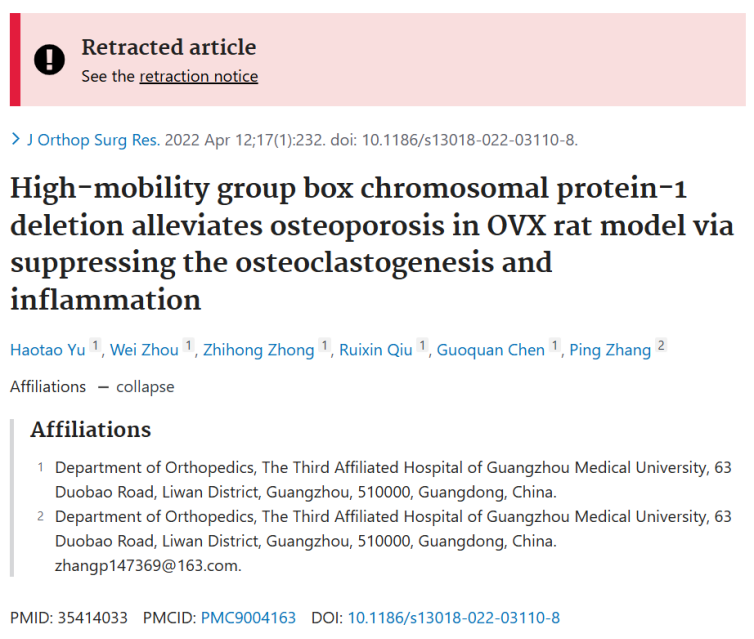 Retracted article
See the retraction notice
J Orthop Surg Res. 2022 Apr 12;17(1):232. doi: 10.1186/s13018-022-03110-8.
High-mobility group box chromosomal protein-1
deletion alleviates osteoporosis in OVX rat model via
suppressing the osteoclastogenesis and
inflammation
Haotao Yu 1, Wei Zhou 1, Zhihong Zhong 1, Ruixin Qiu 1, Guoquan Chen 1, Ping Zhang 2
Affiliations – collapse
Affiliations
1 Department of Orthopedics, The Third Affiliated Hospital of Guangzhou Medical University, 63
Duobao Road, Liwan District, Guangzhou, 510000, Guangdong, China.
2 Department of Orthopedics, The Third Affiliated Hospital of Guangzhou Medical University, 63
Duobao Road, Liwan District, Guangzhou, 510000, Guangdong, China.
zhangp147369@163.com.
PMID: 35414033 PMCID: PMC9004163 DOI: 10.1186/s13018-022-03110-8